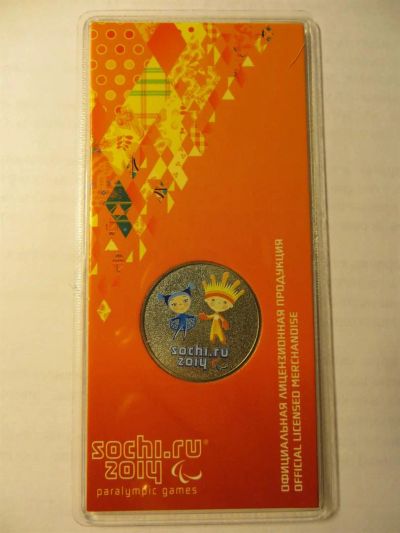 sochi.ru
2014
sochi.ru®
2014
paralympic games
ОФИЦИАЛЬНАЯ ЛИЦЕНЗИОННАЯ ПРОДУКЦИЯ
OFFICIAL LICENSED MERCHANDISE